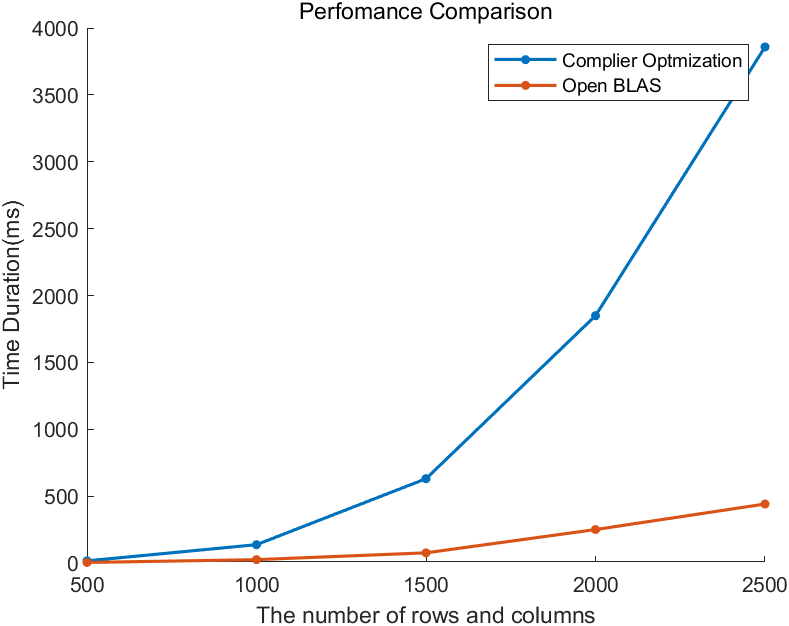 Perfomance Comparison
4000
3500
3000
2500
2000
1500
1000
500
0
Time Duration(ms)
Complier Optmization
Open BLAS
500 1000 1500 2000 2500
The number of rows and columns